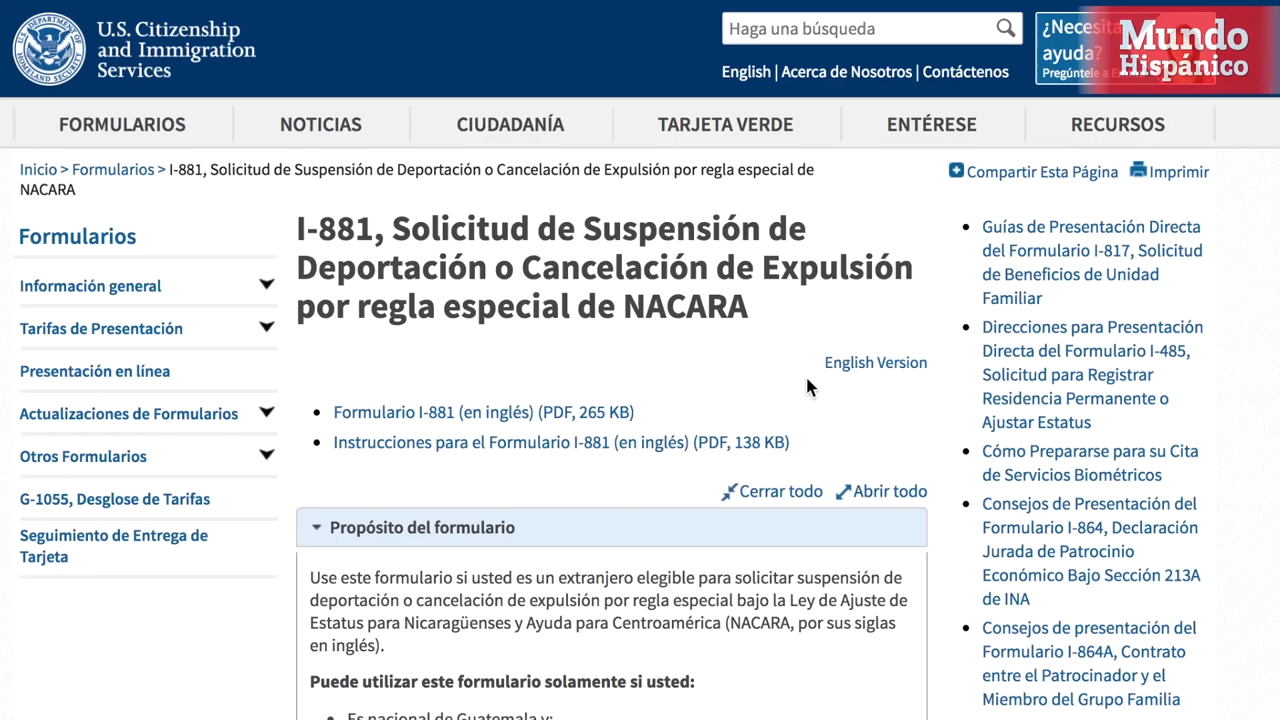 U.S. Citizenship
and Immigration
Services
Haga una búsqueda
English | Acerca de Nosotros | Contáctenos
¿Necesita
ayuda?
Pregúntele a
Mundo
Hispánico
FORMULARIOS
NOTICIAS
CIUDADANÍA
TARJETA VERDE
ENTÉRESE
RECURSOS
Inicio > Formularios > I-881, Solicitud de Suspensión de Deportación o Cancelación de Expulsión por regla especial de
NACARA
Compartir Esta Página
Imprimir
Formularios
Información general
Tarifas de Presentación
Presentación en línea
Actualizaciones de Formularios
Otros Formularios
G-1055, Desglose de Tarifas
Seguimiento de Entrega de
Tarjeta
I-881, Solicitud de Suspensión de
Deportación o Cancelación de Expulsión
por regla especial de NACARA
English Version
Formulario I-881 (en inglés) (PDF, 265 KB)
Instrucciones para el Formulario I-881 (en inglés) (PDF, 138 KB)
Cerrar todo
Abrir todo
Propósito del formulario
Use este formulario si usted es un extranjero elegible para solicitar suspensión de
deportación o cancelación de expulsión por regla especial bajo la Ley de Ajuste de
Estatus para Nicaragüenses y Ayuda para Centroamérica (NACARA, por sus siglas
en inglés).
Puede utilizar este formulario solamente si usted:
Es nacional de Guatemala y:
Guías de Presentación Directa
del Formulario I-817, Solicitud
de Beneficios de Unidad
Familiar
Direcciones para Presentación
Directa del Formulario I-485,
Solicitud para Registrar
Residencia Permanente o
Ajustar Estatus
Cómo Prepararse para su Cita
de Servicios Biométricos
Consejos de Presentación del
Formulario I-864, Declaración
Jurada de Patrocinio
Económico Bajo Sección 213A
de INA
Consejos de presentación del
Formulario I-864A, Contrato
entre el Patrocinador y el
Miembro del Grupo Familia